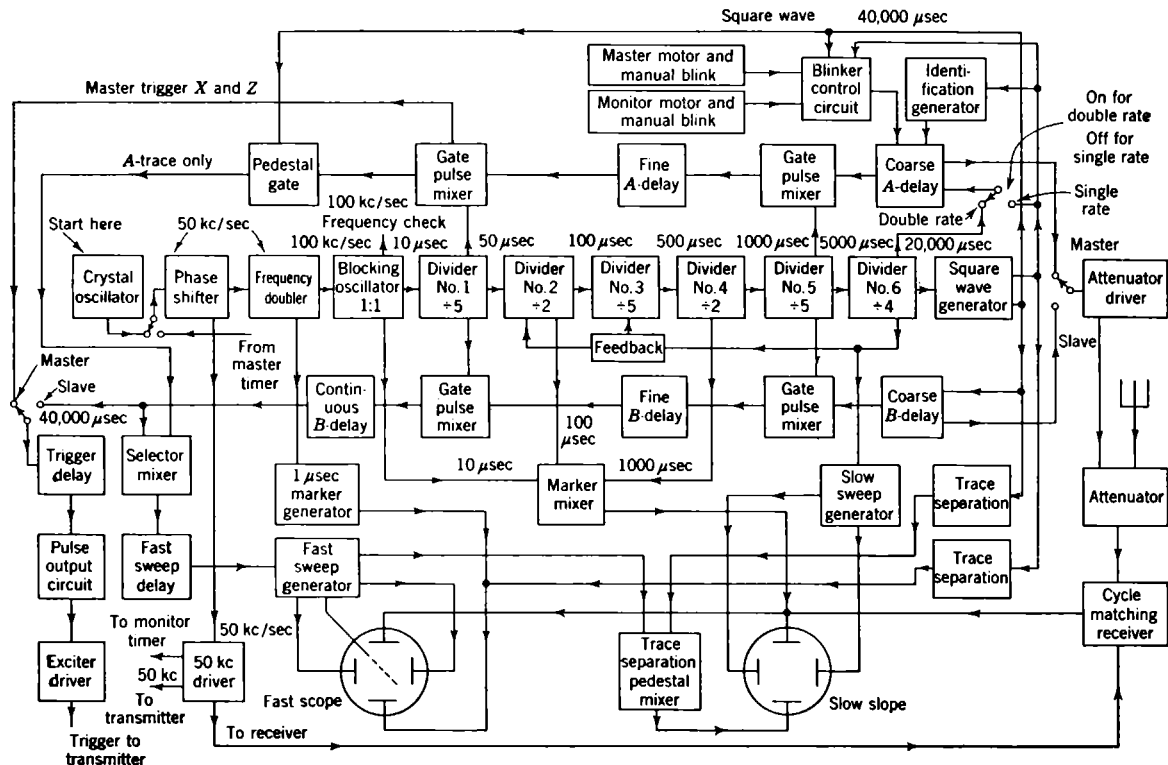 Square wave
40,000 μsec
Master motor and
manual blink
Monitor motor and
manual blink
Blinker
control
circuit
Identi-
fication
generator
On for
double rate
Off for
single rate
Single
rate
Double rate
Master trigger X and Z
A-trace only
Pedestal
gate
Gate
pulse
mixer
Fine
A-delay
Gate
pulse
mixer
Coarse
A-delay
Start here
50 kc/sec
100 kc/sec
Frequency check
100 kc/sec
10 μsec
50 μsec
100 μsec
500 μsec
1000 μsec
5000 μsec
20,000 μsec
Master
Crystal
oscillator
Phase
shifter
Frequency
doubler
Blocking
oscillator
1:1
Divider
No.1
÷5
Divider
No.2
÷2
Divider
No.3
÷5
Divider
No.4
÷2
Divider
No.5
÷5
Divider
No.6
÷4
Square
wave
generator
Attenuator
driver
From
master
timer
Feedback
Slave
Master
Slave
40,000 μsec
Contin-
uous
B-delay
Gate
pulse
mixer
Fine
B-delay
Gate
pulse
mixer
Coarse
B-delay
100
μsec
Trigger
delay
Selector
mixer
1 μsec
marker
generator
10 μsec
Marker
mixer
1000 μsec
Slow
sweep
generator
Trace
separation
Attenuator
Pulse
output
circuit
Fast
sweep
delay
Fast
sweep
generator
Trace
separation
Cycle
matching
receiver
To monitor
timer
50 kc/sec
Exciter
driver
50 kc
50 kc
driver
To
transmitter
Fast scope
Trace
separation
pedestal
mixer
Slow slope
To receiver
Trigger to
transmitter